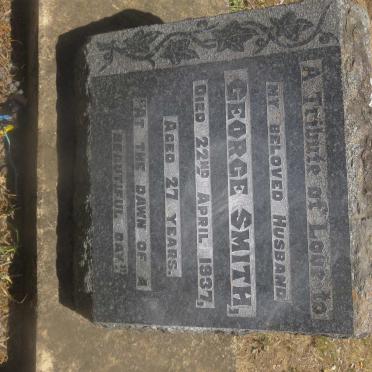 A Tribute of Love to
MY BELOVED HUSBAND
GEORGE SMITH,
DIED 22ND APRIL 1937,
AGED 27 YEARS.
"AT THE DAWN OF A
BEAUTIFUL DAY"